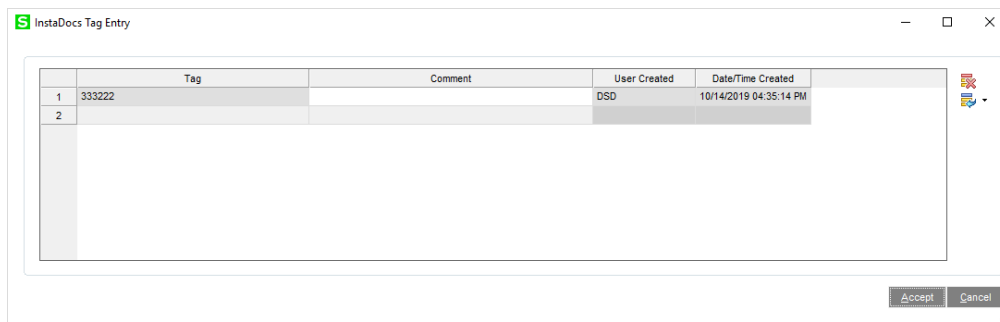 S InstaDocs Tag Entry
Tag Comment User Created Date/Time Created
1 333222 DSD 10/14/2019 04:35:14 PM
2
Accept Cancel